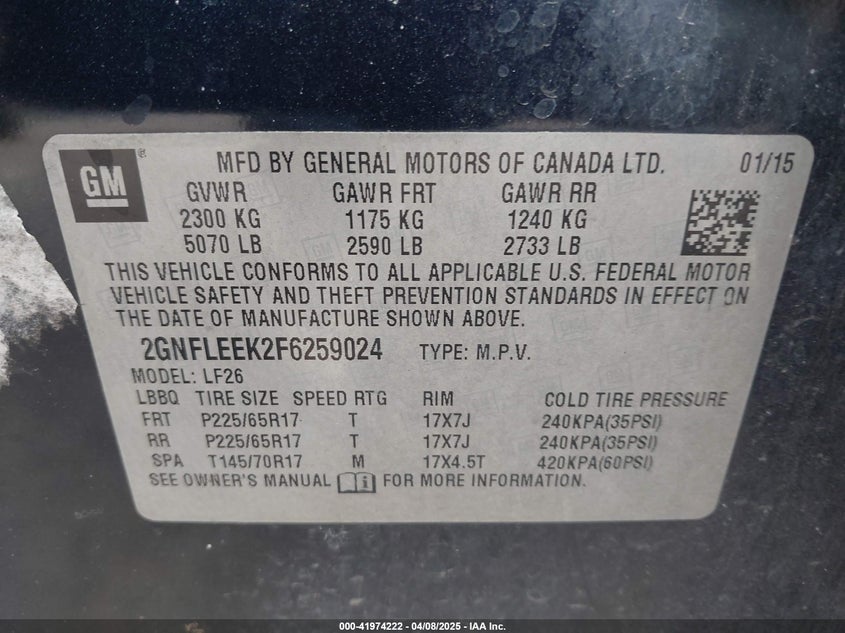 GM ® MFD BY GENERAL MOTORS OF CANADA LTD. 01/15
GVWR GAWR FRT GAWR RR
2300 KG 1175 KG 1240 KG
5070 LB 2590 LB 2733 LB
THIS VEHICLE CONFORMS TO ALL APPLICABLE U.S. FEDERAL MOTOR
VEHICLE SAFETY AND THEFT PREVENTION STANDARDS IN EFFECT ON
THE DATE OF MANUFACTURE SHOWN ABOVE.
2GNFLEEK2F6259024 TYPE: M.P.V.
MODEL: LF26
LBBQ TIRE SIZE SPEED RTG RIM COLD TIRE PRESSURE
FRT P225/65R17 T 17X7J 240KPA(35PSI)
RR P225/65R17 T 17X7J 240KPA(35PSI)
SPA T145/70R17 M 17X4.5T 420KPA(60PSI)
SEE OWNER'S MANUAL FOR MORE INFORMATION.
000-41974222 - 04/08/2025 - IAA Inc.